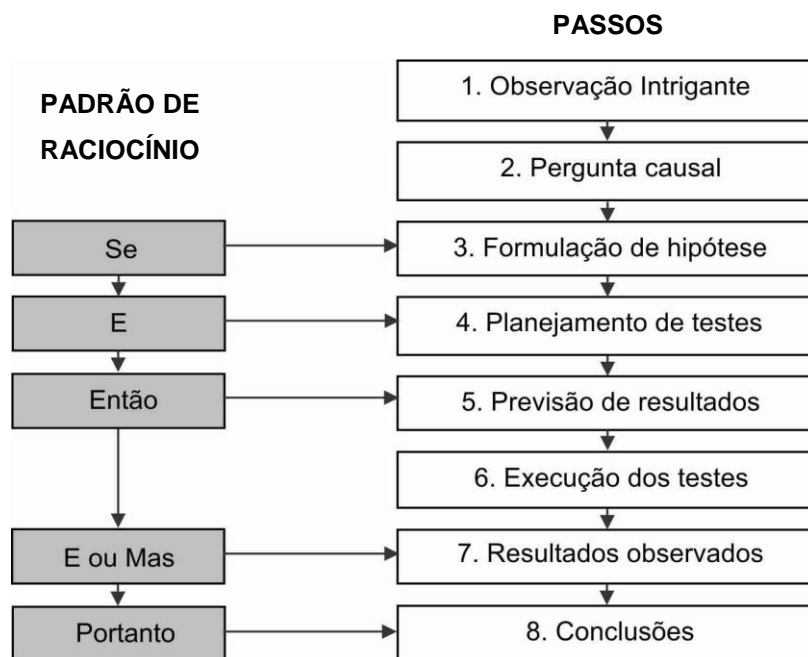 PASSOS
PADRÃO DE
RACIOCÍNIO
1. Observação Intrigante
2. Pergunta causal
Se
3. Formulação de hipótese
E
4. Planejamento de testes
Então
5. Previsão de resultados
6. Execução dos testes
E ou Mas
7. Resultados observados
Portanto
8. Conclusões